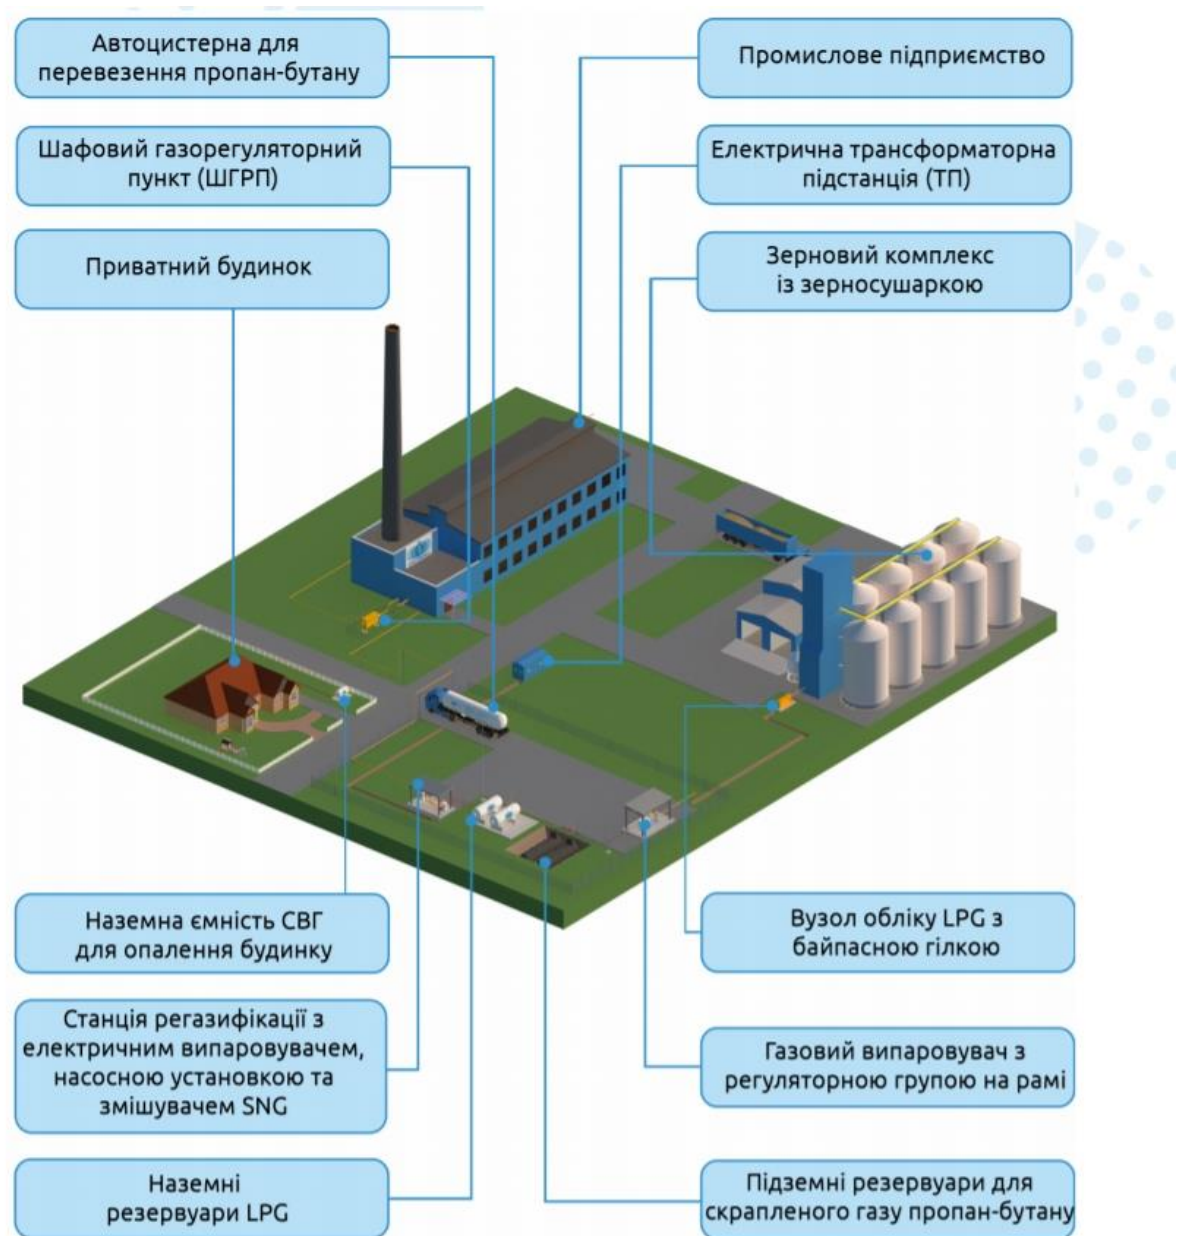 Автоцистерна для
перевезення пропан-бутану
Промислове підприємство
Шафовий газорегуляторний
пункт (ШГРП)
Електрична трансформаторна
підстанція (ТП)
Приватний будинок
Зерновий комплекс
із зерносушаркою
Наземна ємність СВГ
для опалення будинку
Вузол обліку LPG з
байпасною гілкою
Станція регазифікації з
електричним випаровувачем,
насосною установкою та
змішувачем SNG
Газовий випаровувач з
регуляторною групою на рамі
Наземні
резервуари LPG
Підземні резервуари для
скрапленого газу пропан-бутану